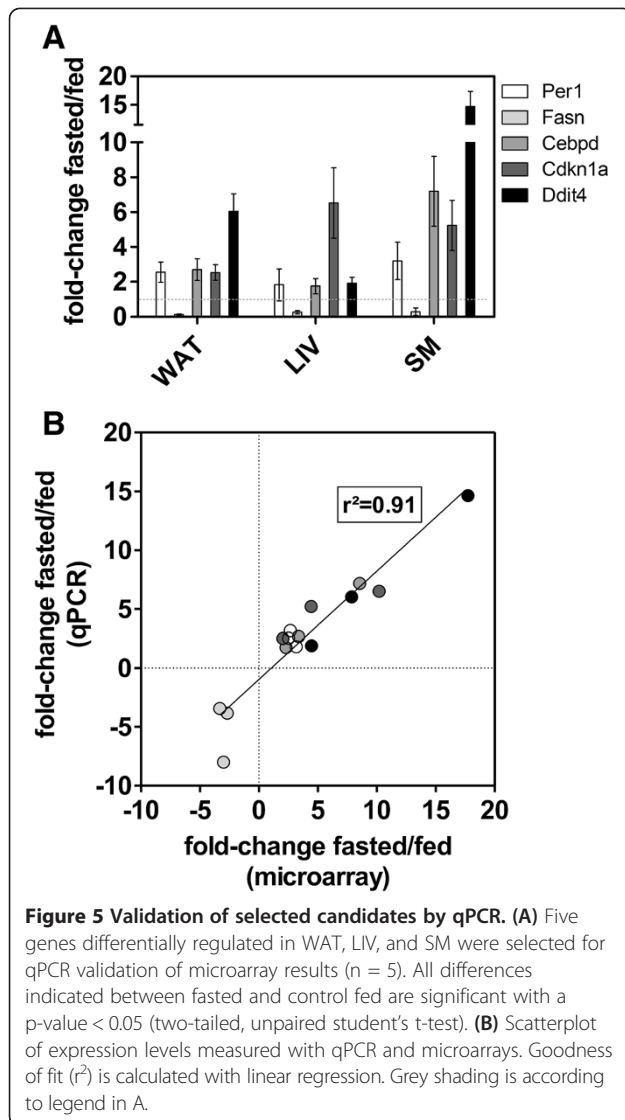 A
fold-change fasted/fed
20
15
10
8
6
4
2
0
WAT
LIV
SM
Per1
Fasn
Cebpd
Cdkn1a
Ddit4
B
fold-change fasted/fed
(qPCR)
20
15
10
5
0
-5
-10
r²=0.91
-10 -5 0 5 10 15 20
fold-change fasted/fed
(microarray)
Figure 5 Validation of selected candidates by qPCR. (A) Five
genes differentially regulated in WAT, LIV, and SM were selected for
qPCR validation of microarray results (n = 5). All differences
indicated between fasted and control fed are significant with a
p-value < 0.05 (two-tailed, unpaired student's t-test). (B) Scatterplot
of expression levels measured with qPCR and microarrays. Goodness
of fit (r²) is calculated with linear regression. Grey shading is according
to legend in A.